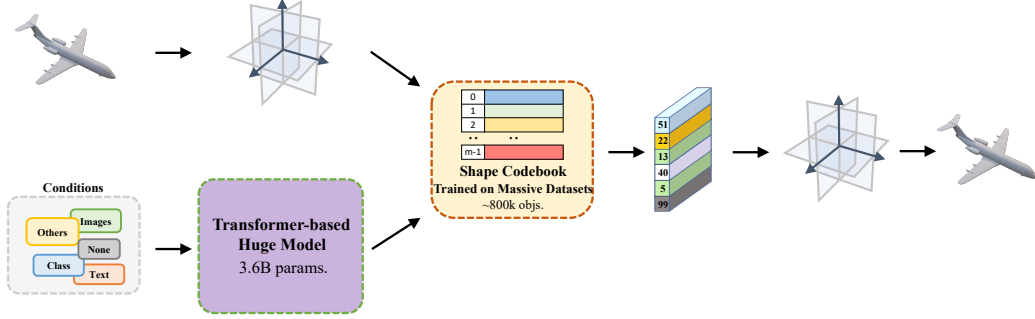 0
1
2
m-1
Shape Codebook
Trained on Massive Datasets
~800k objs.
51
22
13
40
5
99
Conditions
Images
Others
None
Class
Text
Transformer-based
Huge Model
3.6B params.